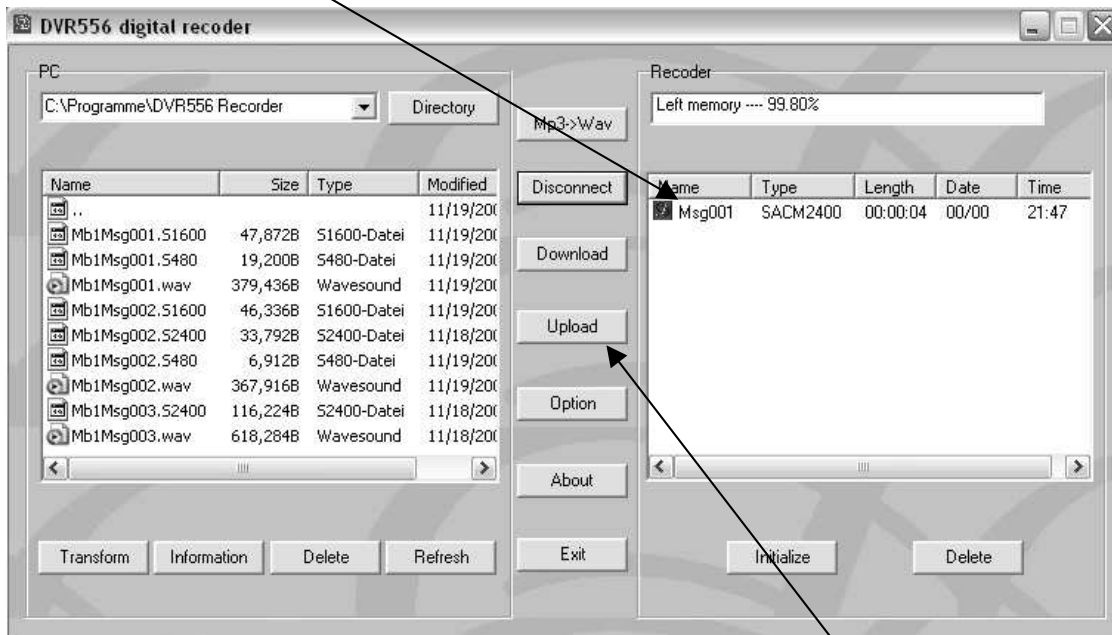 DVR556 digital recoder
PC
C:\Programme\DVR556 Recorder
Directory
Name Size Type Modified
.. 11/19/200
Mb1Msg001.S1600 47,872B S1600-Datei 11/19/200
Mb1Msg001.S480 19,200B S480-Datei 11/19/200
Mb1Msg001.wav 379,436B Wavesound 11/19/200
Mb1Msg002.S1600 46,336B S1600-Datei 11/19/200
Mb1Msg002.S2400 33,792B S2400-Datei 11/18/200
Mb1Msg002.S480 6,912B S480-Datei 11/19/200
Mb1Msg002.wav 367,916B Wavesound 11/19/200
Mb1Msg003.S2400 116,224B S2400-Datei 11/18/200
Mb1Msg003.wav 618,284B Wavesound 11/18/200
Transform Information Delete Refresh
Mp3->Wav
Disconnect
Download
Upload
Option
About
Exit
Recoder
Left memory ---- 99.80%
Name Type Length Date Time
Msg001 SACM2400 00:00:04 00/00 21:47
Initialize Delete